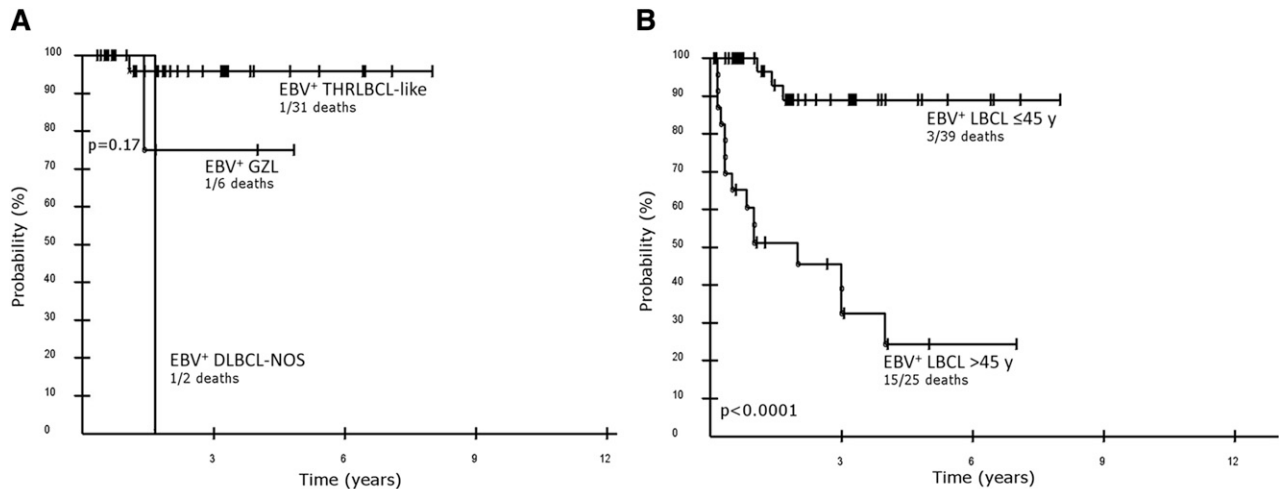 A
100
90
80
70
60
50
40
30
20
10
0
Probability (%)
p=0.17
EBV+ THRLBCL-like
1/31 deaths
EBV+ GZL
1/6 deaths
EBV+ DLBCL-NOS
1/2 deaths
3
6
9
12
Time (years)
B
100
90
80
70
60
50
40
30
20
10
0
Probability (%)
EBV+ LBCL ≤45 y
3/39 deaths
EBV+ LBCL >45 y
15/25 deaths
p<0.0001
3
6
9
12
Time (years)